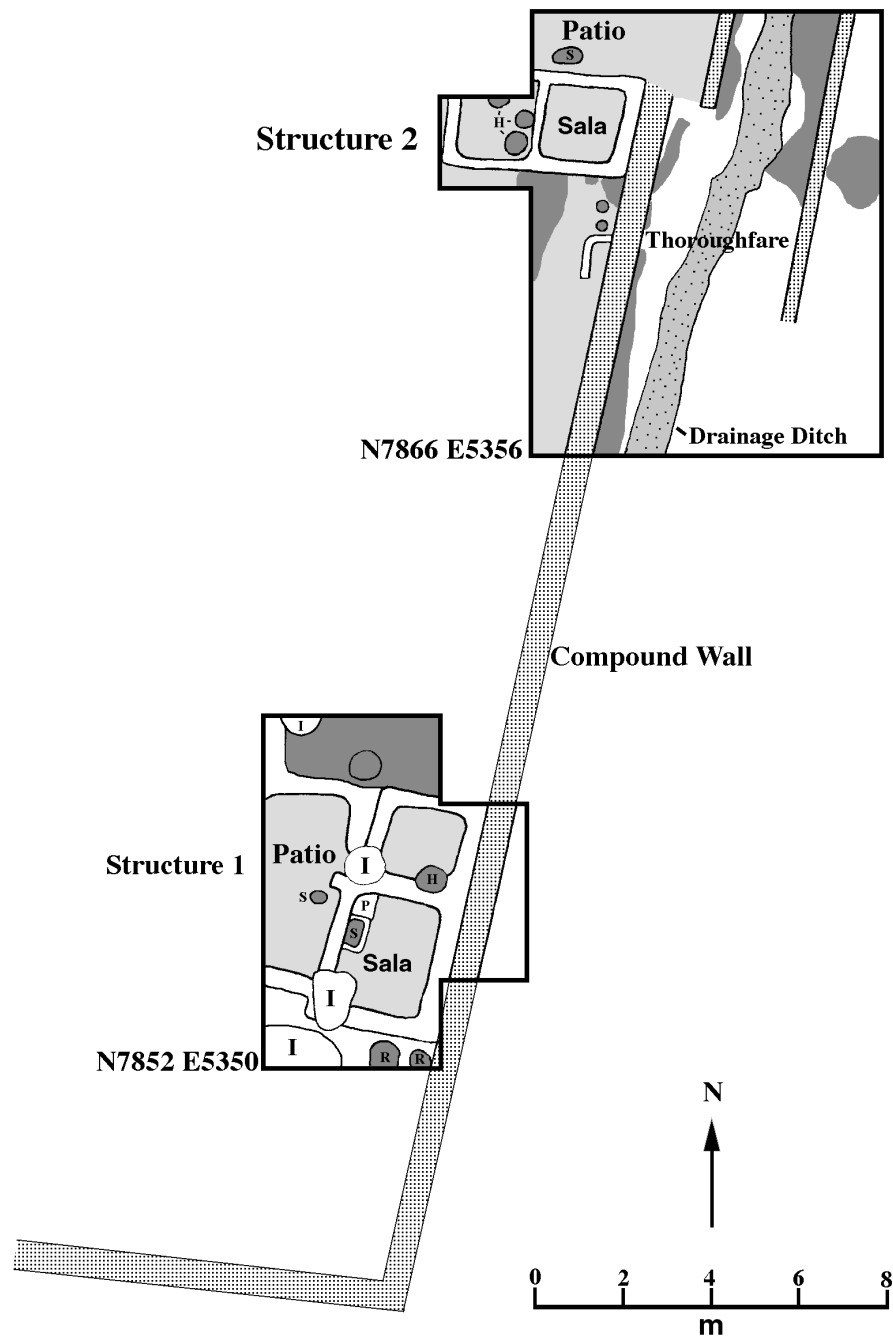 Patio
S
H
Sala
Structure 2
Thoroughfare
Drainage Ditch
N7866 E5356
Compound Wall
I
Patio
I
Structure 1
H
S
P
S
Sala
I
I
R
R
N7852 E5350
N
0 2 4 6 8
m